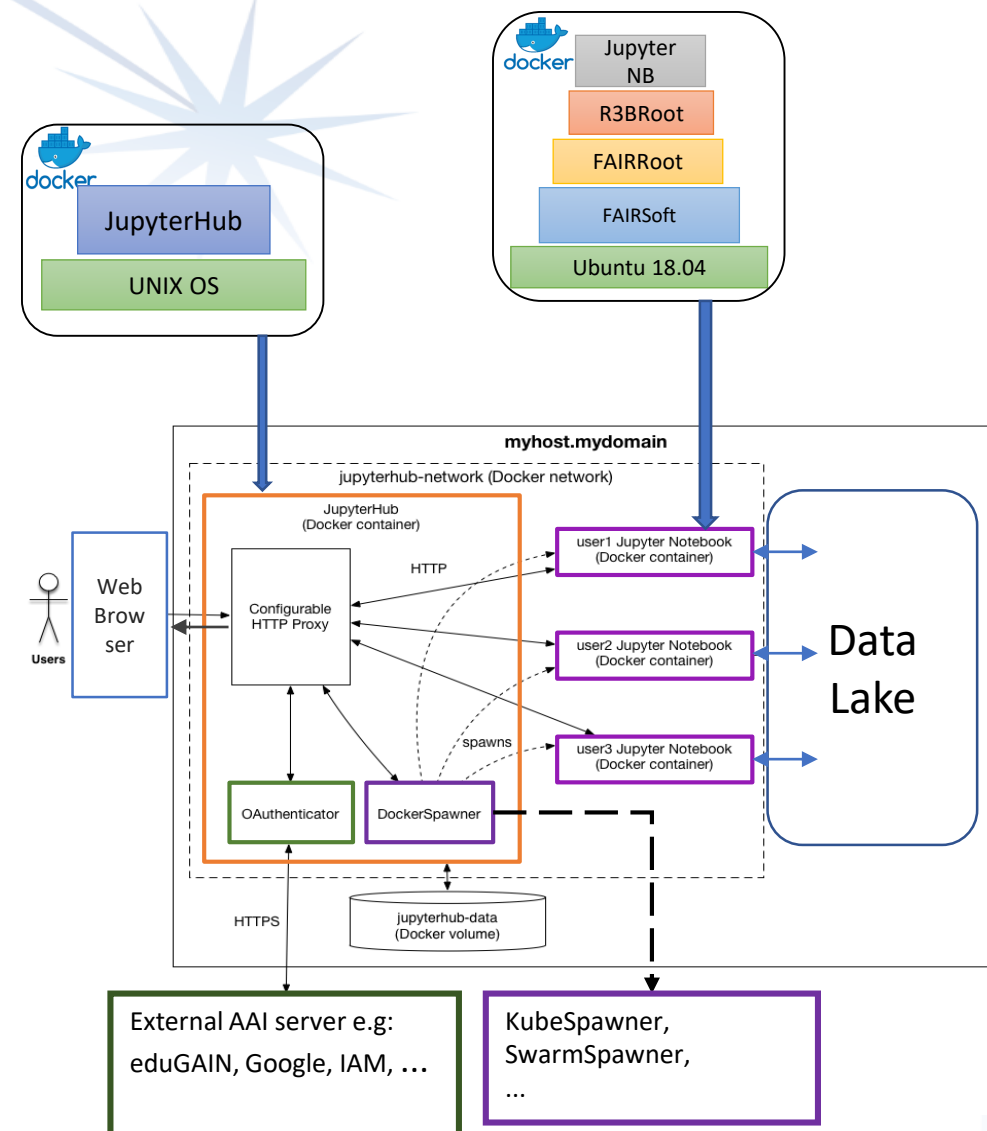 docker
Jupyter
NB
R3BRoot
FAIRRoot
FAIRSoft
Ubuntu 18.04
docker
JupyterHub
UNIX OS
myhost.mydomain
jupyterhub-network (Docker network)
JupyterHub
(Docker container)
Users
Web
Brow
ser
Configurable
HTTP Proxy
HTTP
user1 Jupyter Notebook
(Docker container)
user2 Jupyter Notebook
(Docker container)
user3 Jupyter Notebook
(Docker container)
spawns
Data
Lake
OAuthenticator
DockerSpawner
HTTPS
jupyterhub-data
(Docker volume)
External AAI server e.g:
eduGAIN, Google, IAM, ...
KubeSpawner,
SwarmSpawner,
...